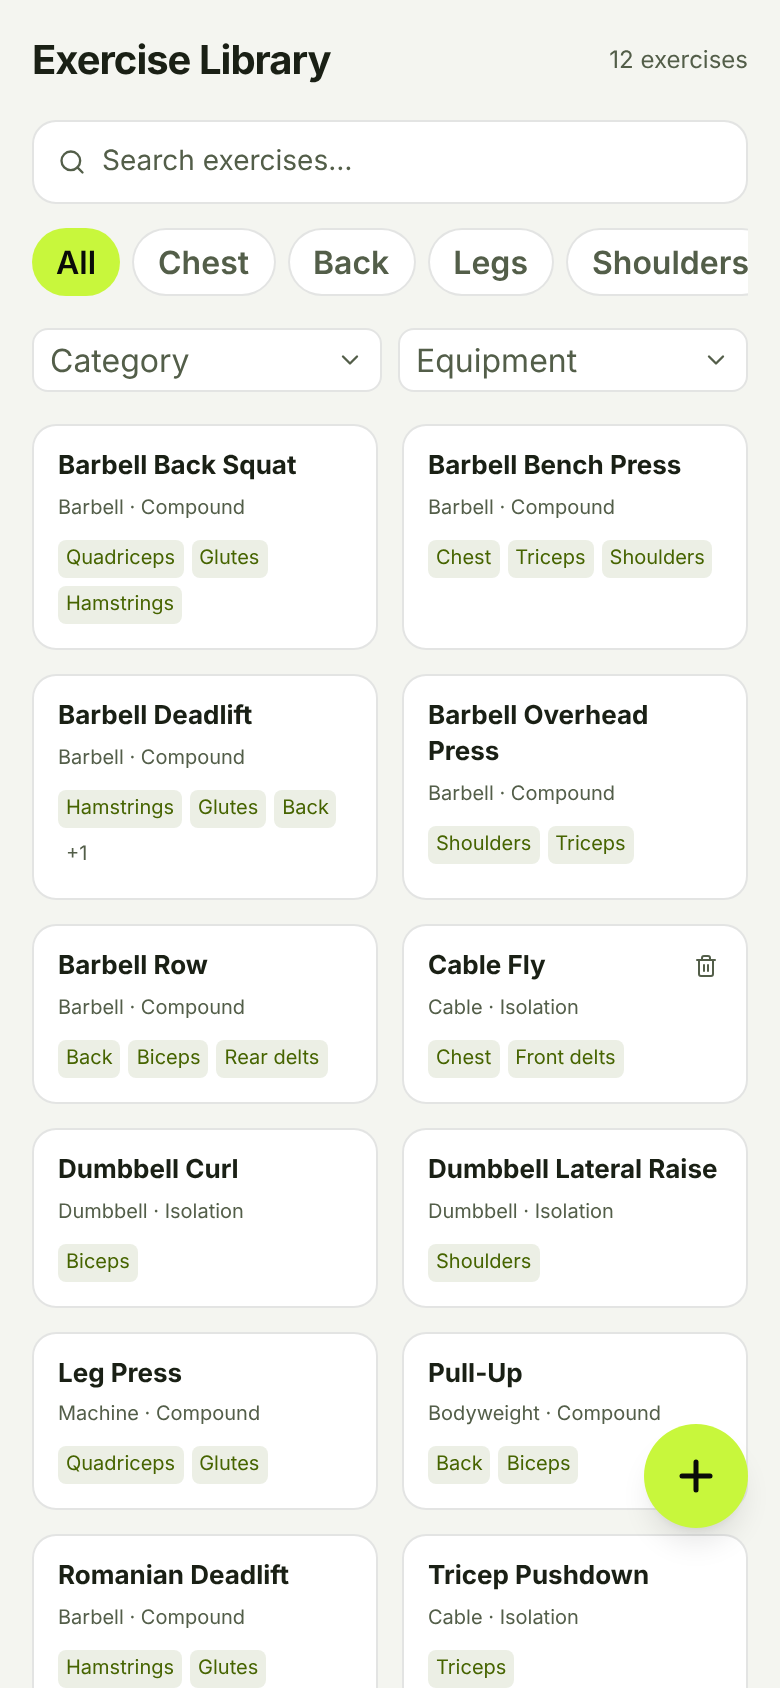 Exercise Library
12 exercises
Search exercises...
All
Chest
Back
Legs
Shoulders
Category
Equipment
Barbell Back Squat
Barbell · Compound
Quadriceps
Glutes
Hamstrings
Barbell Bench Press
Barbell · Compound
Chest
Triceps
Shoulders
Barbell Deadlift
Barbell · Compound
Hamstrings
Glutes
Back
+1
Barbell Overhead
Press
Barbell · Compound
Shoulders
Triceps
Barbell Row
Barbell · Compound
Back
Biceps
Rear delts
Cable Fly
Cable · Isolation
Chest
Front delts
Dumbbell Curl
Dumbbell · Isolation
Biceps
Dumbbell Lateral Raise
Dumbbell · Isolation
Shoulders
Leg Press
Machine · Compound
Quadriceps
Glutes
Pull-Up
Bodyweight · Compound
Back
Biceps
Romanian Deadlift
Barbell · Compound
Hamstrings
Glutes
Tricep Pushdown
Cable · Isolation
Triceps